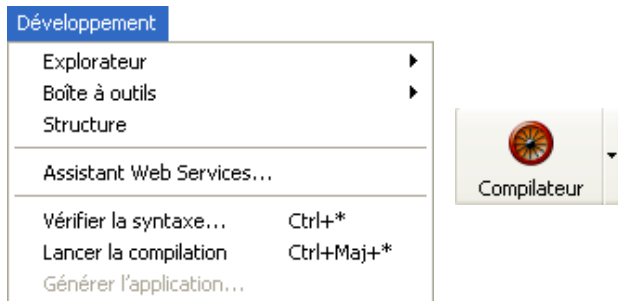 Développement
Explorateur
Boîte à outils
Structure
Assistant Web Services...
Vérifier la syntaxe... Ctrl+*
Lancer la compilation Ctrl+Maj+*
Générer l'application...
Compilateur